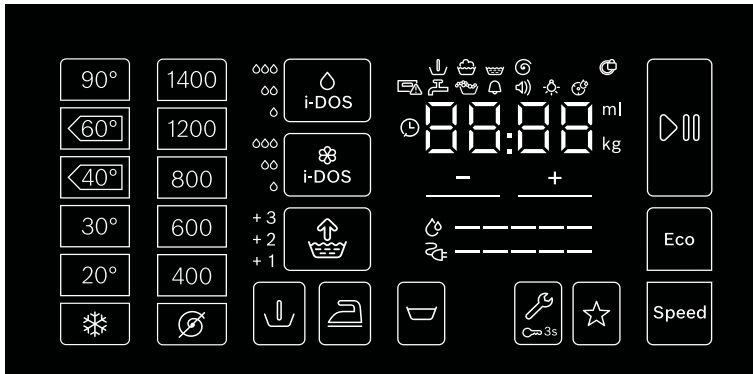 90°
60°
40°
30°
20°
1400
1200
800
600
400
i-DOS
i-DOS
+ 3
+ 2
+ 1
88:88
ml
kg
−
+
3s
Eco
Speed